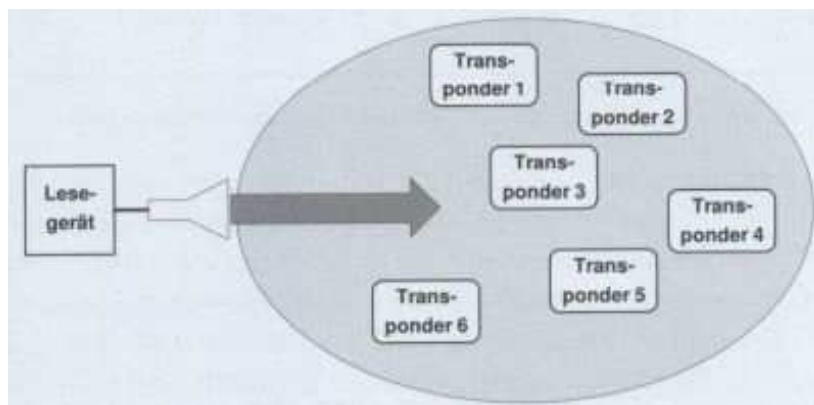 Trans-
ponder 1
Trans-
ponder 2
Trans-
ponder 3
Lese-
gerät
Trans-
ponder 4
Trans-
ponder 5
Trans-
ponder 6